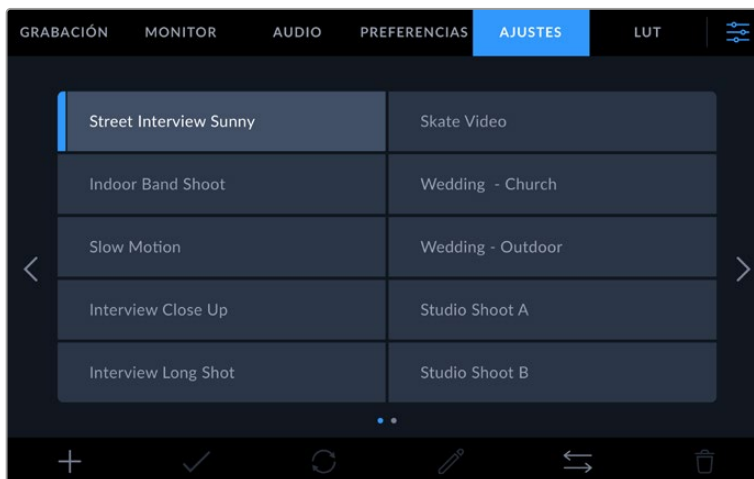 GRABACIÓN MONITOR AUDIO PREFERENCIAS AJUSTES LUT
Street Interview Sunny Skate Video
Indoor Band Shoot Wedding - Church
Slow Motion Wedding - Outdoor
Interview Close Up Studio Shoot A
Interview Long Shot Studio Shoot B